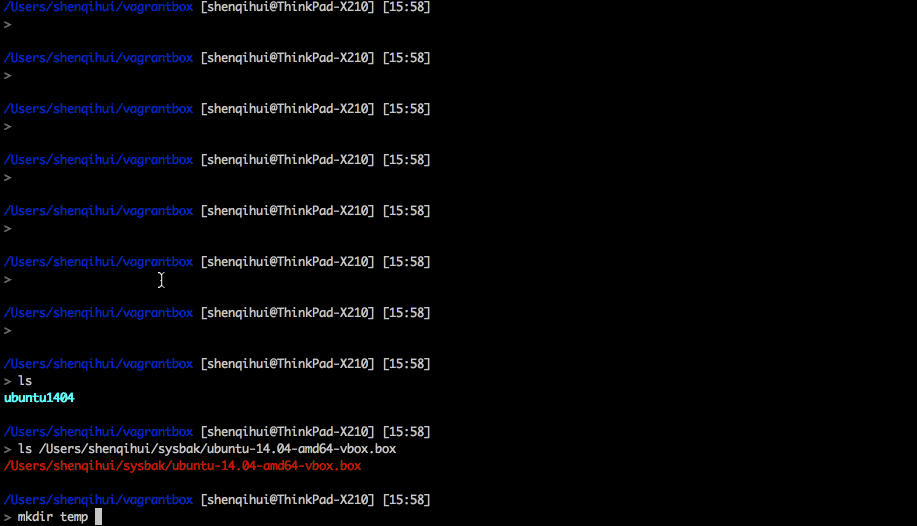 /Users/shenqihui/vagrantbox [shenqihui@ThinkPad-X210] [15:58]
>
/Users/shenqihui/vagrantbox [shenqihui@ThinkPad-X210] [15:58]
>
/Users/shenqihui/vagrantbox [shenqihui@ThinkPad-X210] [15:58]
>
/Users/shenqihui/vagrantbox [shenqihui@ThinkPad-X210] [15:58]
>
/Users/shenqihui/vagrantbox [shenqihui@ThinkPad-X210] [15:58]
>
/Users/shenqihui/vagrantbox [shenqihui@ThinkPad-X210] [15:58]
>
/Users/shenqihui/vagrantbox [shenqihui@ThinkPad-X210] [15:58]
>
/Users/shenqihui/vagrantbox [shenqihui@ThinkPad-X210] [15:58]
> ls
ubuntu1404
/Users/shenqihui/vagrantbox [shenqihui@ThinkPad-X210] [15:58]
> ls /Users/shenqihui/sysbak/ubuntu-14.04-amd64-vbox.box
/Users/shenqihui/sysbak/ubuntu-14.04-amd64-vbox.box
/Users/shenqihui/vagrantbox [shenqihui@ThinkPad-X210] [15:58]
> mkdir temp